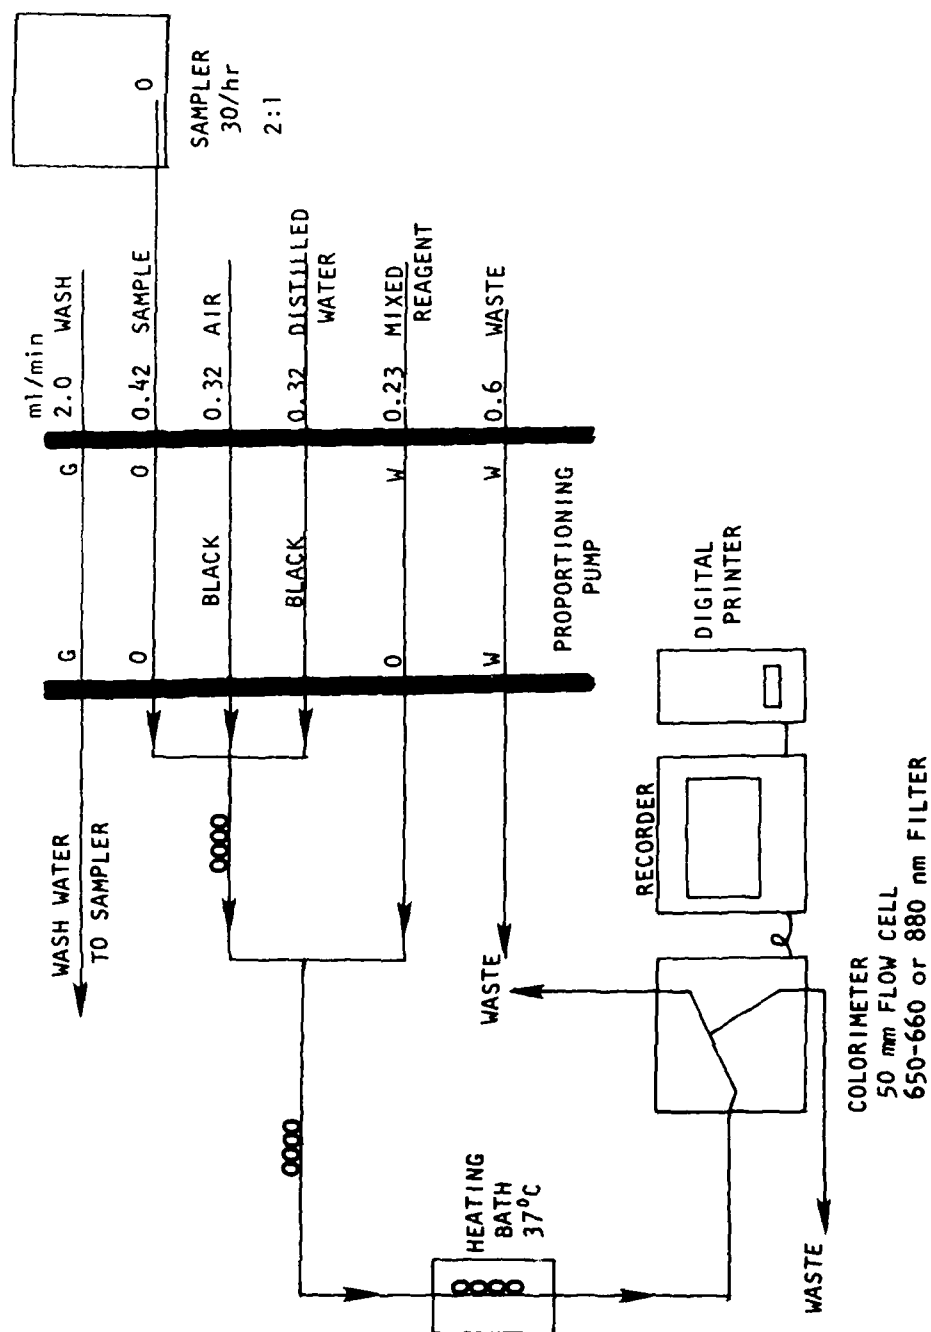 SAMPLER
30/hr
2:1
O
ml/min
2.0 WASH
0.42 SAMPLE
0.32 AIR
0.32 DISTILLED
WATER
0.23 MIXED
REAGENT
0.6 WASTE
G
O
W
W
BLACK
BLACK
G
O
O
W
PROPORTIONING
PUMP
WASH WATER
TO SAMPLER
WASTE
DIGITAL
PRINTER
RECORDER
COLORIMETER
50 mm FLOW CELL
650-660 or 880 nm FILTER
HEATING
BATH
37°C
WASTE